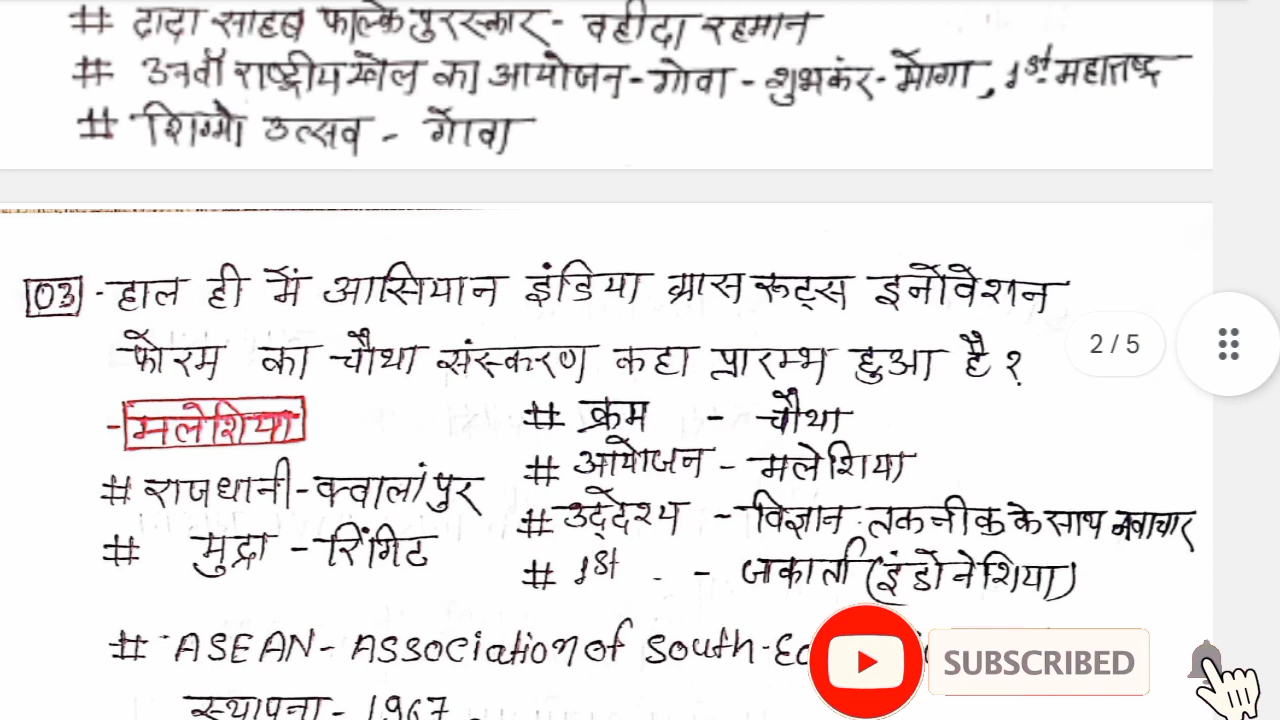 # दादा साहब फाल्के पुरस्कार - वहीदा रहमान
# 37वाँ राष्ट्रीय खेल का आयोजन - गोवा - शुभकंर - मोगा, 1st महाराष्ट्र
# शिग्मो उत्सव - गोवा
03 - हाल ही में आसियान इंडिया ग्रास रूट्स इनोवेशन
फोरम का चौथा संस्करण कहा प्रारम्भ हुआ है ?
2 / 5
- मलेशिया
# क्रम - चौथा
# राजधानी - क्वालांपुर
# आयोजन - मलेशिया
# मुद्रा - रिंगिट
# उद्देश्य - विज्ञान तकनीक के साथ नवाचार
# 1st - जकार्ता (इंडोनेशिया)
# ASEAN - Association of South-
SUBSCRIBED
स्थापना - 1967